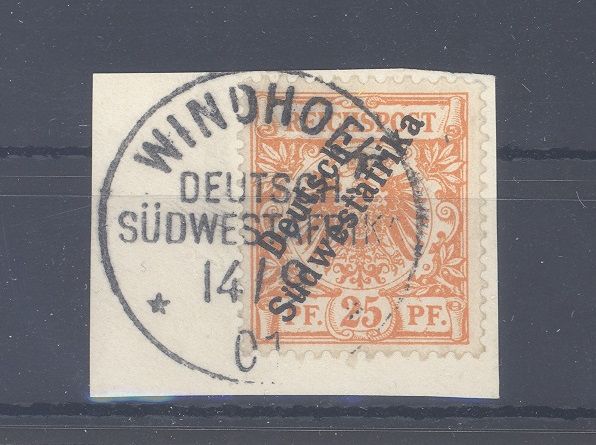 WINDHOEK
DEUTSCH-
SÜDWESTAFRIKA
14/
REICHSPOST
Deutsch-
Südwestafrika
PF. 25 PF.